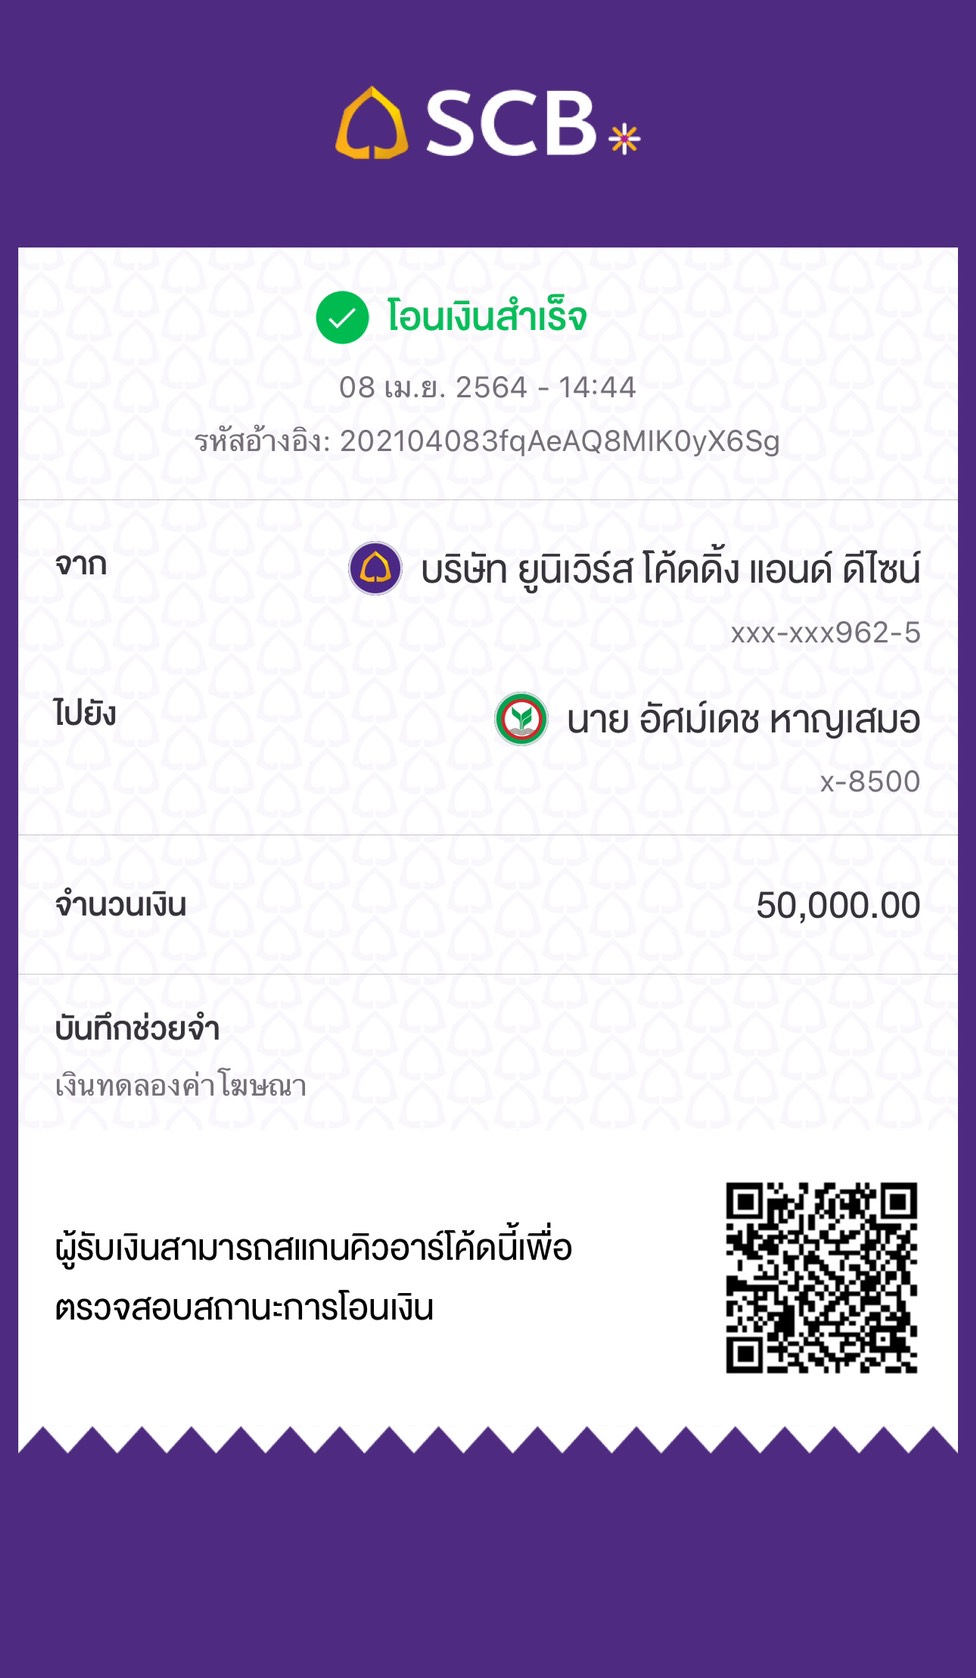 SCB
โอนเงินสำเร็จ
08 เม.ย. 2564 - 14:44
รหัสอ้างอิง: 202104083fqAeAQ8MIK0yX6Sg
จาก
บริษัท ยูนิเวิร์ส โค้ดดิ้ง แอนด์ ดีไซน์
xxx-xxx962-5
ไปยัง
นาย อัศม์เดช หาญเสมอ
x-8500
จำนวนเงิน
50,000.00
บันทึกช่วยจำ
เงินทดลองค่าโฆษณา
ผู้รับเงินสามารถสแกนคิวอาร์โค้ดนี้เพื่อ
ตรวจสอบสถานะการโอนเงิน